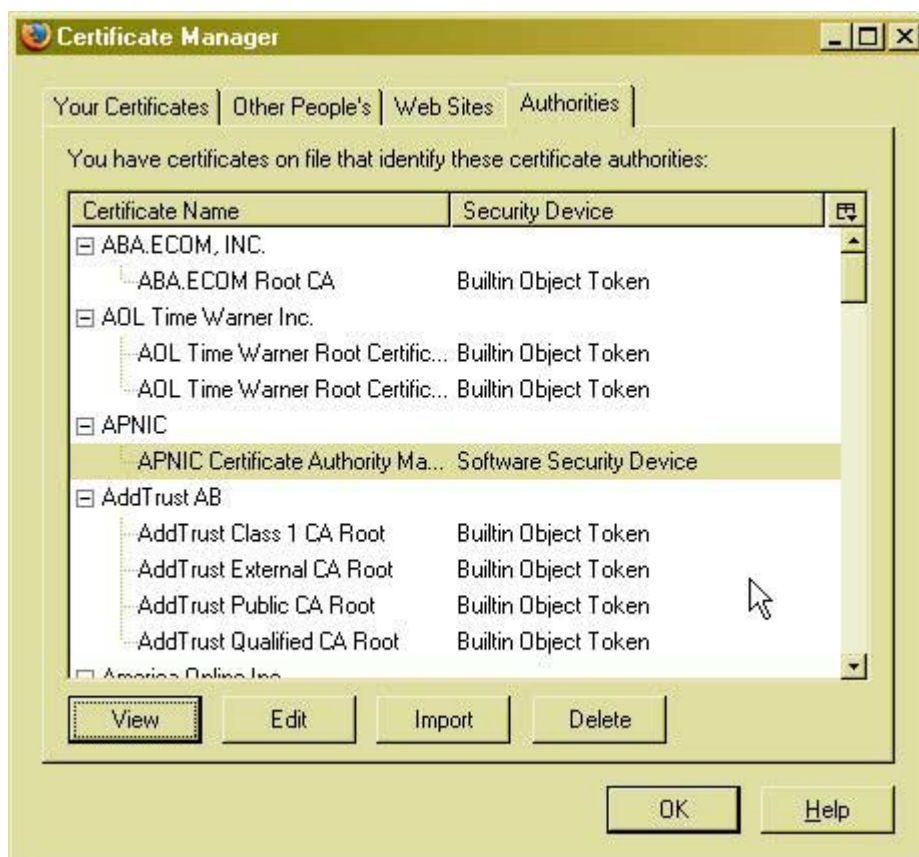 Certificate Manager
Your Certificates Other People's Web Sites Authorities
You have certificates on file that identify these certificate authorities:
Certificate Name Security Device
ABA.ECOM, INC.
ABA.ECOM Root CA Builtin Object Token
AOL Time Warner Inc.
AOL Time Warner Root Certific... Builtin Object Token
AOL Time Warner Root Certific... Builtin Object Token
APNIC
APNIC Certificate Authority Ma... Software Security Device
AddTrust AB
AddTrust Class 1 CA Root Builtin Object Token
AddTrust External CA Root Builtin Object Token
AddTrust Public CA Root Builtin Object Token
AddTrust Qualified CA Root Builtin Object Token
America Online Inc
View Edit Import Delete
OK Help